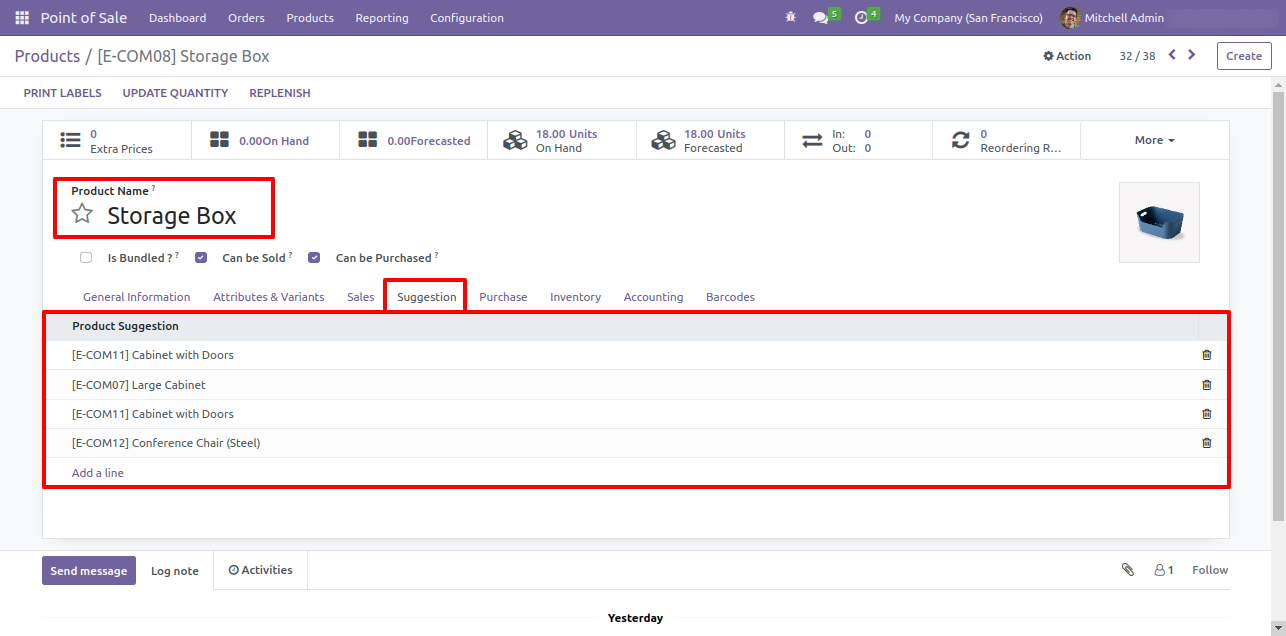 Point of Sale Dashboard Orders Products Reporting Configuration 5 4 My Company (San Francisco) Mitchell Admin
Products / [E-COM08] Storage Box Action 32 / 38 Create
PRINT LABELS UPDATE QUANTITY REPLENISH
0
Extra Prices
0.00On Hand
0.00Forecasted
18.00 Units
On Hand
18.00 Units
Forecasted
In: 0
Out: 0
0
Reordering R...
More
Product Name ?
Storage Box
Is Bundled ? ? Can be Sold ? Can be Purchased ?
General Information Attributes & Variants Sales Suggestion Purchase Inventory Accounting Barcodes
Product Suggestion
[E-COM11] Cabinet with Doors
[E-COM07] Large Cabinet
[E-COM11] Cabinet with Doors
[E-COM12] Conference Chair (Steel)
Add a line
Send message Log note Activities 1 Follow
Yesterday